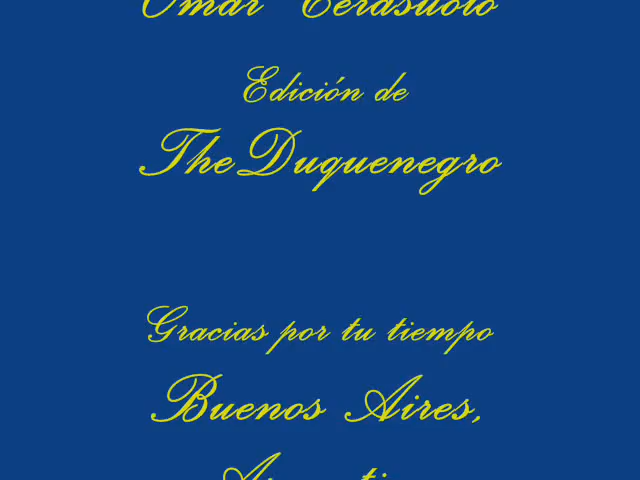 Omar Cerasuolo
Edición de
TheDuquenegro
Gracias por tu tiempo
Buenos Aires,